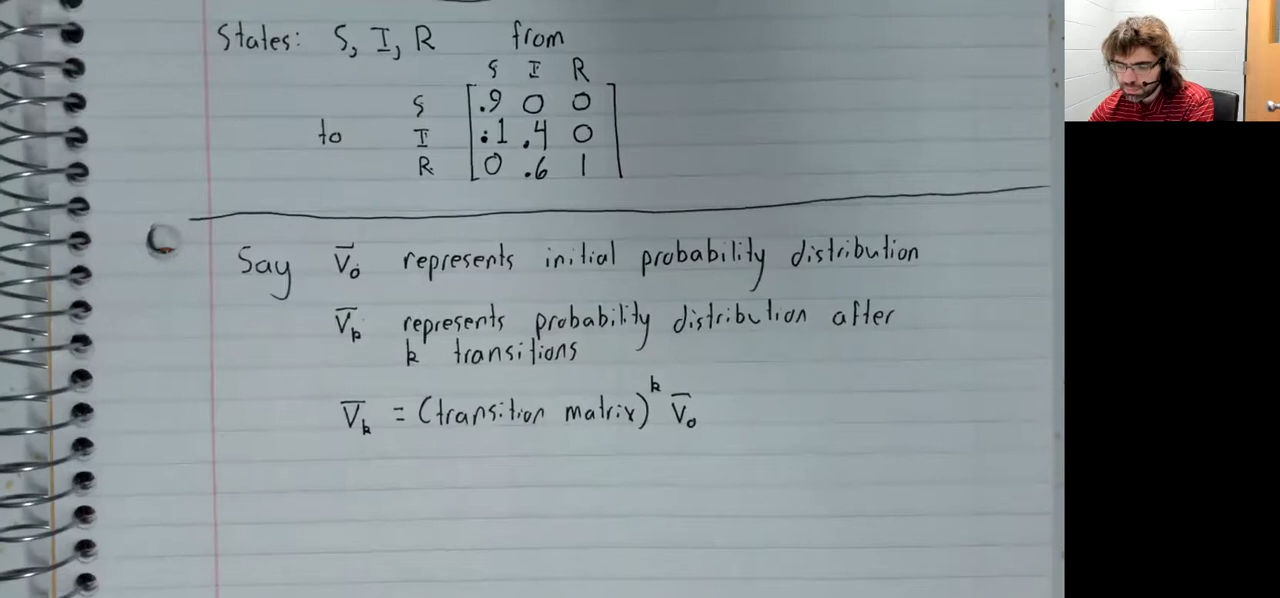 States: S, I, R from
S I R
S .9 0 0
to I .1 .4 0
R 0 .6 1
Say V̄₀ represents initial probability distribution
V̄ₖ represents probability distribution after
k transitions
V̄ₖ = (transition matrix)ᵏ V̄₀